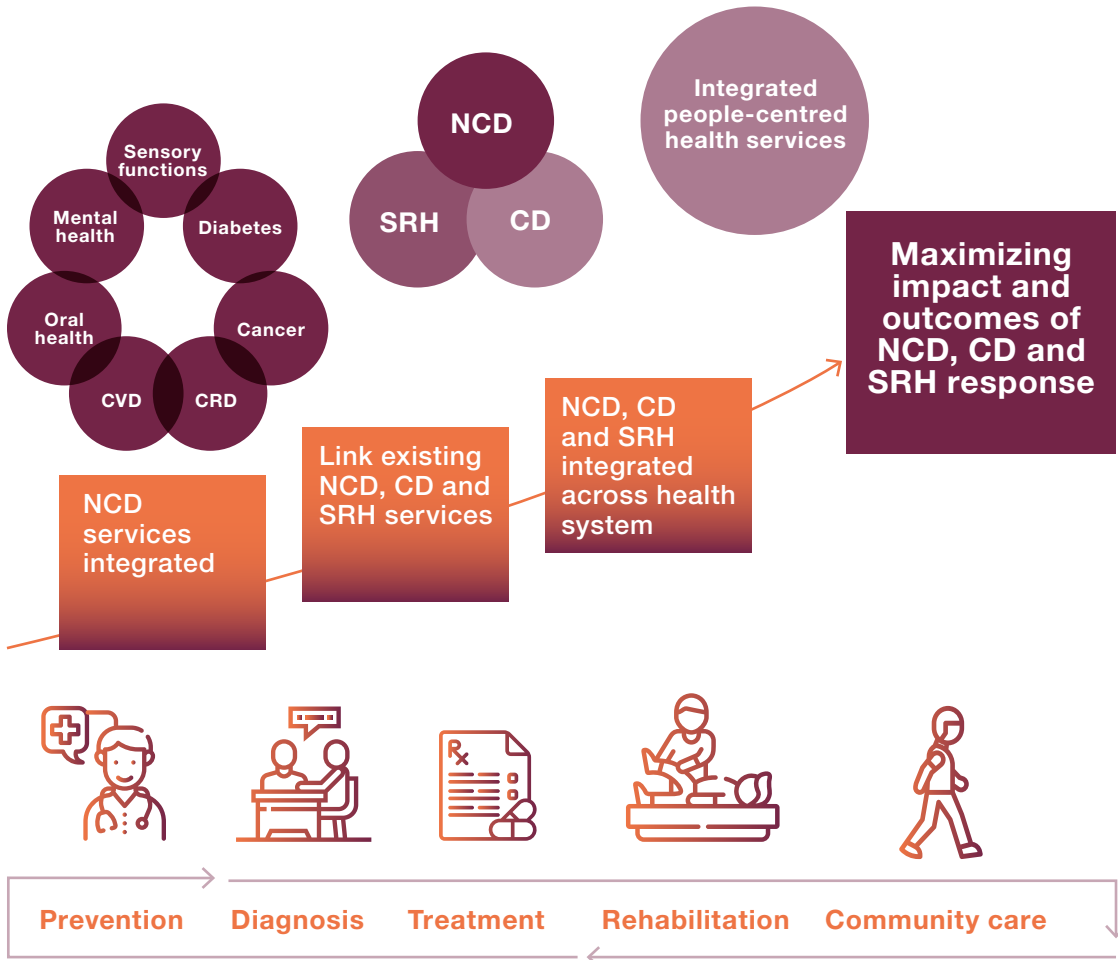 Sensory
functions
Mental
health
Diabetes
Oral
health
Cancer
CVD
CRD
NCD
SRH
CD
Integrated
people-centred
health services
NCD
services
integrated
Link existing
NCD, CD and
SRH services
NCD, CD
and SRH
integrated
across health
system
Maximizing
impact and
outcomes of
NCD, CD and
SRH response
Rx
Prevention
Diagnosis
Treatment
Rehabilitation
Community care